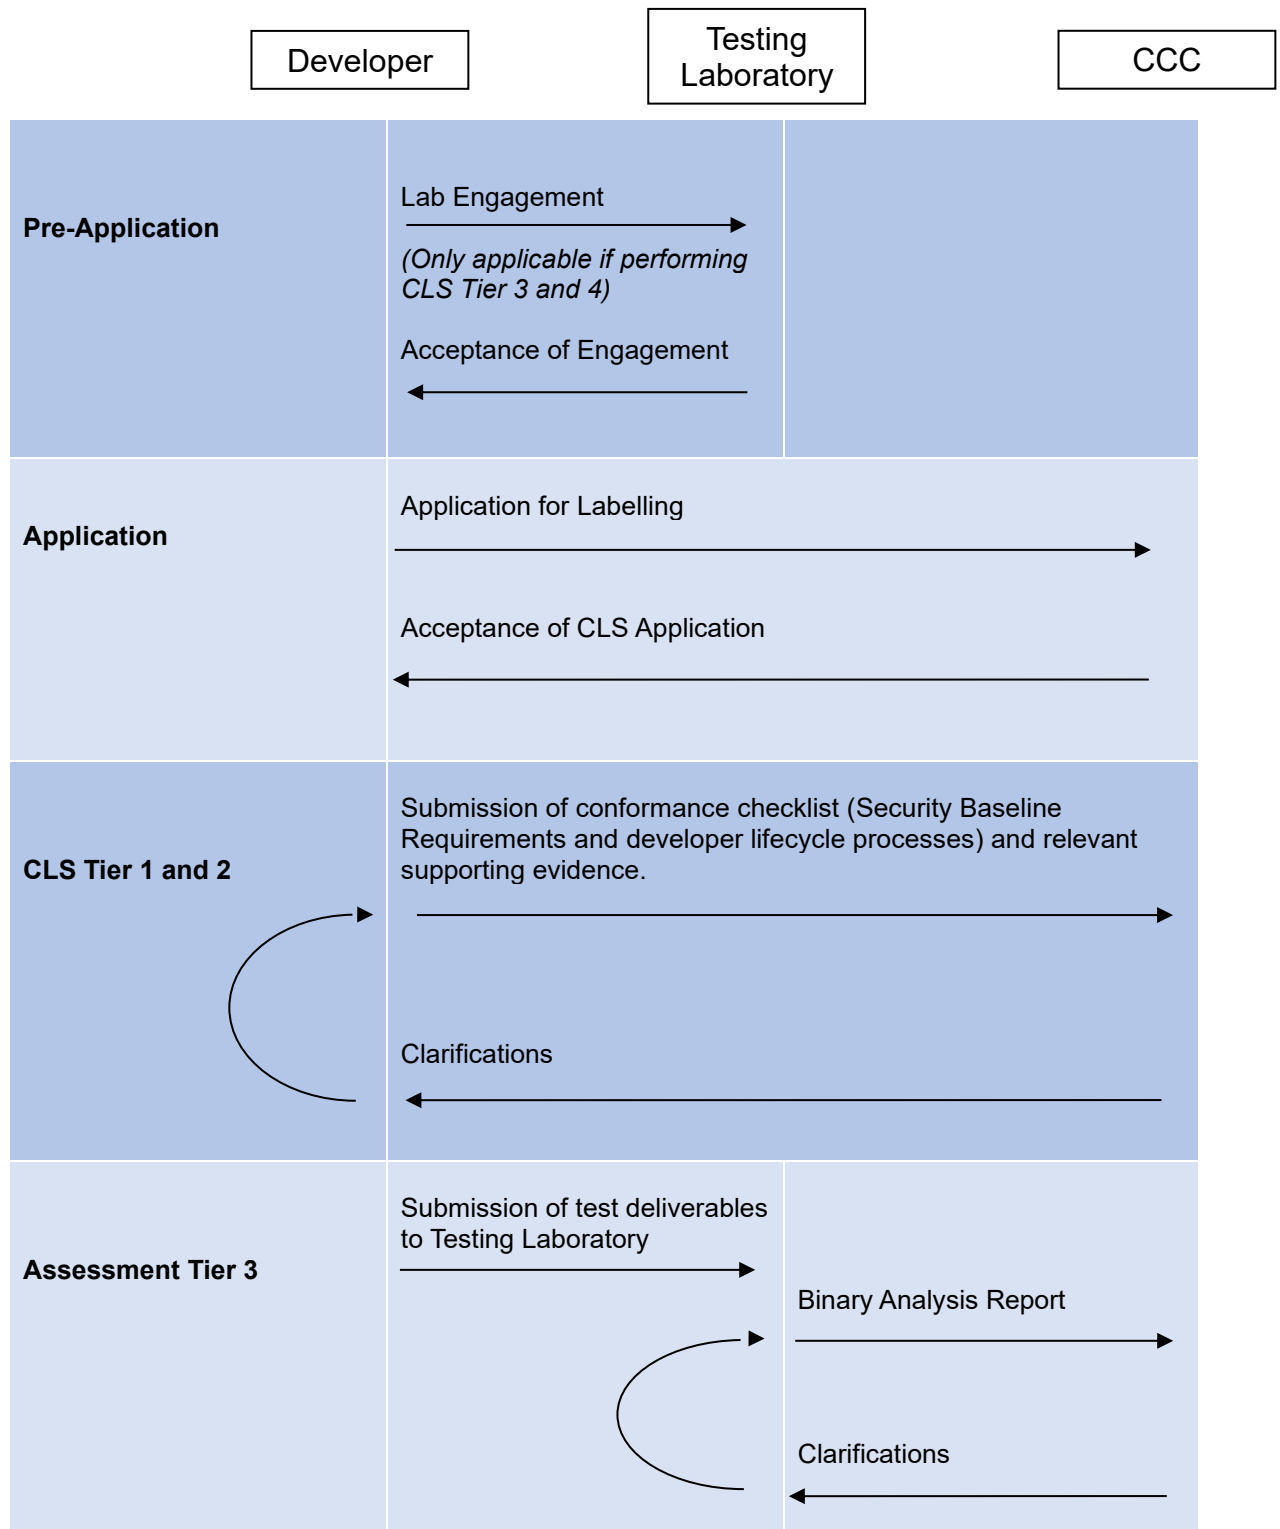 Developer
Testing
Laboratory
CCC
Pre-Application
Lab Engagement
(Only applicable if performing
CLS Tier 3 and 4)
Acceptance of Engagement
Application
Application for Labelling
Acceptance of CLS Application
CLS Tier 1 and 2
Submission of conformance checklist (Security Baseline
Requirements and developer lifecycle processes) and relevant
supporting evidence.
Clarifications
Assessment Tier 3
Submission of test deliverables
to Testing Laboratory
Binary Analysis Report
Clarifications